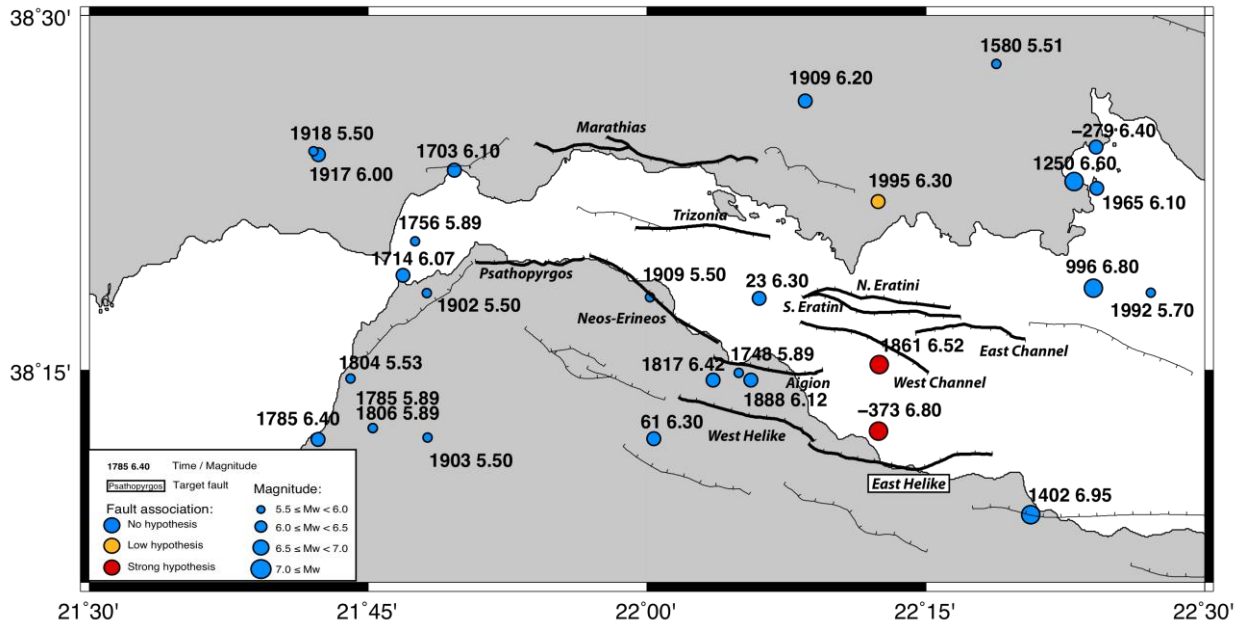 38°30'
1580 5.51
1909 6.20
Marathias
−279 6.40
1918 5.50
1703 6.10
1250 6.60
1917 6.00
1995 6.30
1965 6.10
Trizonia
1756 5.89
1714 6.07
Psathopyrgos
1909 5.50
23 6.30
N. Eratini
996 6.80
1902 5.50
S. Eratini
1992 5.70
Neos-Erineos
1861 6.52
East Channel
1804 5.53
1817 6.42
1748 5.89
38°15'
Aigion
West Channel
1785 5.89
1888 6.12
1785 6.40
1806 5.89
61 6.30
−373 6.80
West Helike
1903 5.50
East Helike
1402 6.95
1785 6.40 Time / Magnitude
Psathopyrgos Target fault
Magnitude:
Fault association:
5.5 ≤ Mw < 6.0
No hypothesis
6.0 ≤ Mw < 6.5
Low hypothesis
6.5 ≤ Mw < 7.0
Strong hypothesis
7.0 ≤ Mw
21°30' 21°45' 22°00' 22°15' 22°30'